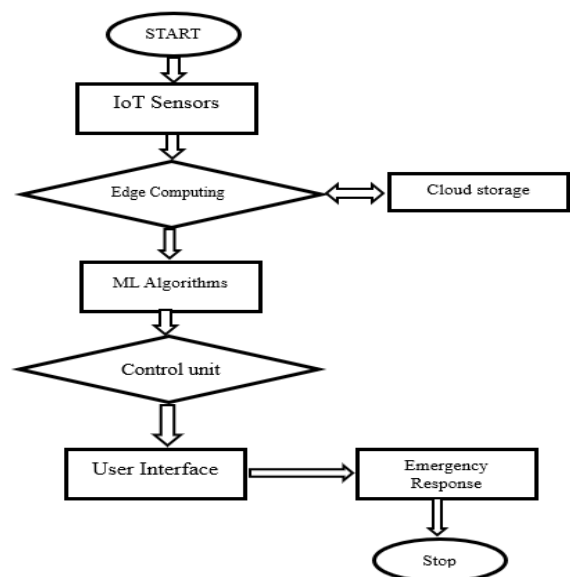 START
IoT Sensors
Edge Computing
Cloud storage
ML Algorithms
Control unit
User Interface
Emergency
Response
Stop